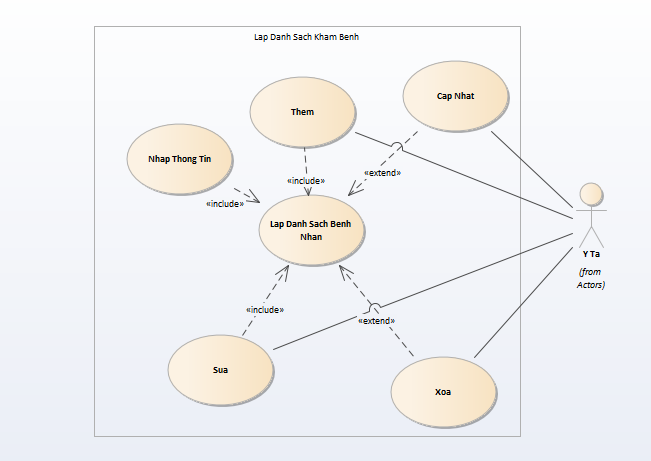 Lap Danh Sach Kham Benh
Cap Nhat
Them
Nhap Thong Tin
«extend»
«include»
«include»
Lap Danh Sach Benh
Nhan
Y Ta
(from
Actors)
«include»
«extend»
Sua
Xoa